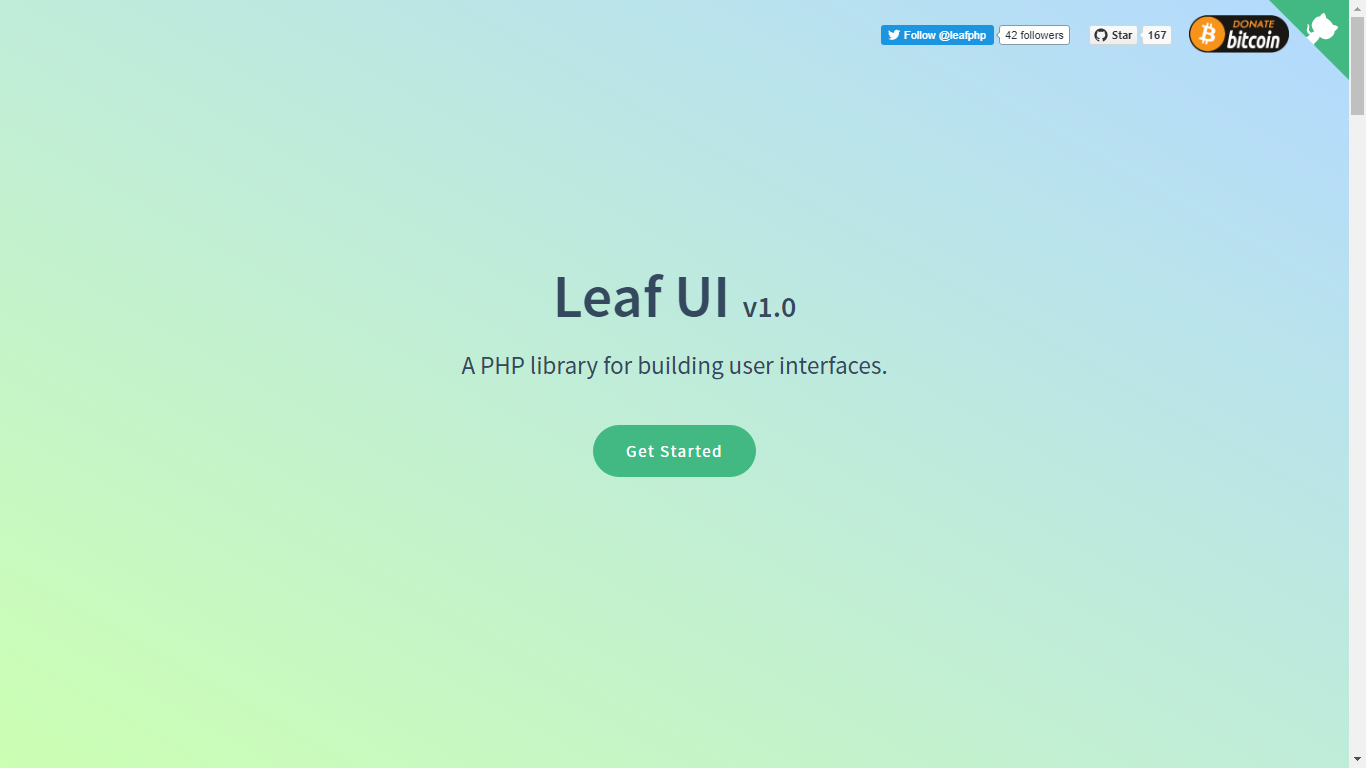 Follow @leafphp 42 followers Star 167 DONATE bitcoin
Leaf UI v1.0
A PHP library for building user interfaces.
Get Started